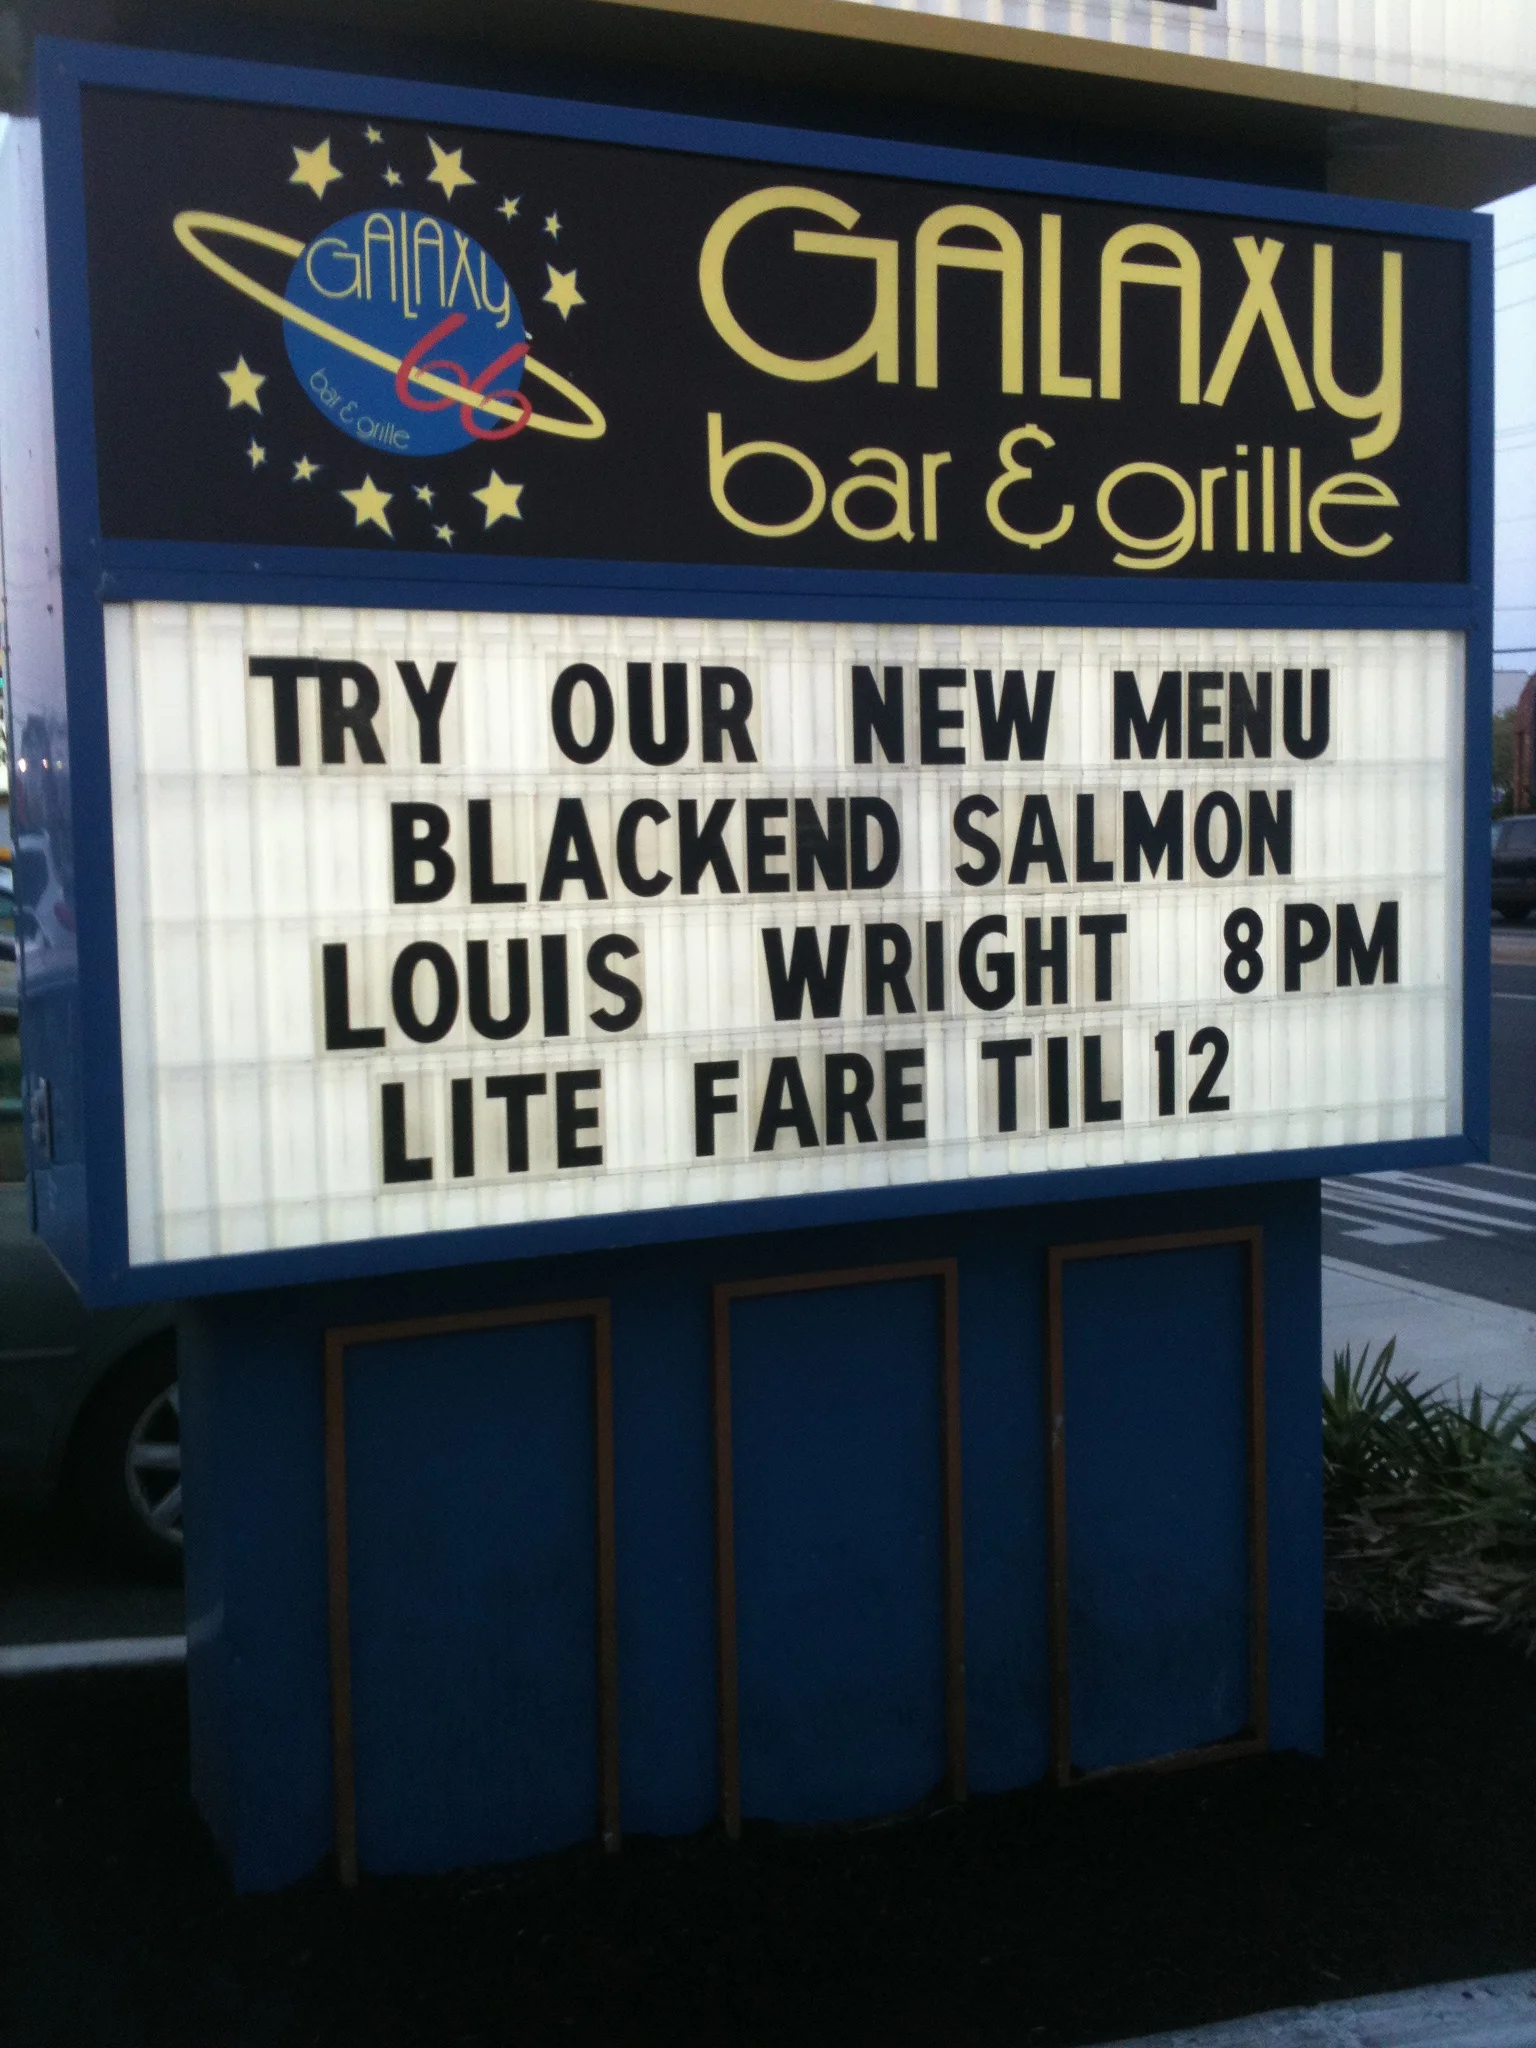 GALAXY
66
bar & grille
GALAXY
bar & grille
TRY OUR NEW MENU
BLACKEND SALMON
LOUIS WRIGHT 8PM
LITE FARE TIL 12